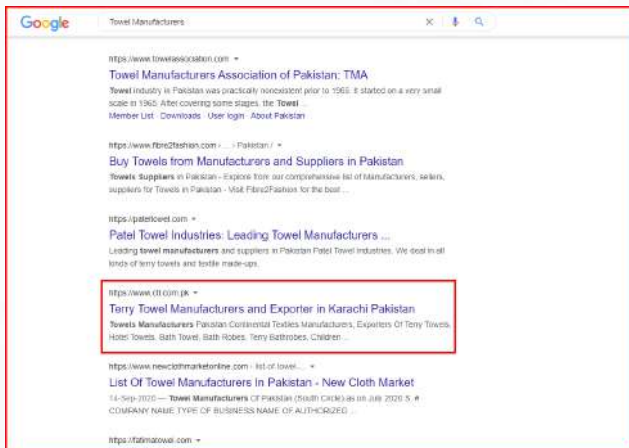 Google Towel Manufacturers
https://www.towelassociation.com
Towel Manufacturers Association of Pakistan: TMA
Towel industry in Pakistan was practically nonexistent prior to 1965. It started on a very small
scale in 1965. After covering some stages, the Towel ...
Member List · Downloads · User login · About Pakistan
https://www.fibre2fashion.com › ... › Pakistan /
Buy Towels from Manufacturers and Suppliers in Pakistan
Towels Suppliers in Pakistan - Explore from our comprehensive list of Manufacturers, sellers,
suppliers for Towels in Pakistan - Visit Fibre2Fashion for the best ...
https://pateltowel.com
Patel Towel Industries: Leading Towel Manufacturers ...
Leading towel manufacturers and suppliers in Pakistan Patel Towel Industries. We deal in all
kinds of terry towels and textile made-ups.
https://www.ctl.com.pk
Terry Towel Manufacturers and Exporter in Karachi Pakistan
Towels Manufacturers Pakistan Continental Textiles Manufacturers, Exporters Of Terry Towels,
Hotel Towels, Bath Towel, Bath Robes, Terry Bathrobes, Children ...
https://www.newclothmarketonline.com › list-of-towel-...
List Of Towel Manufacturers In Pakistan - New Cloth Market
14-Sep-2020 — Towel Manufacturers Of Pakistan (South Circle) as on July 2020 S. #
COMPANY NAME TYPE OF BUSINESS NAME OF AUTHORIZED ...
https://fatimatowel.com